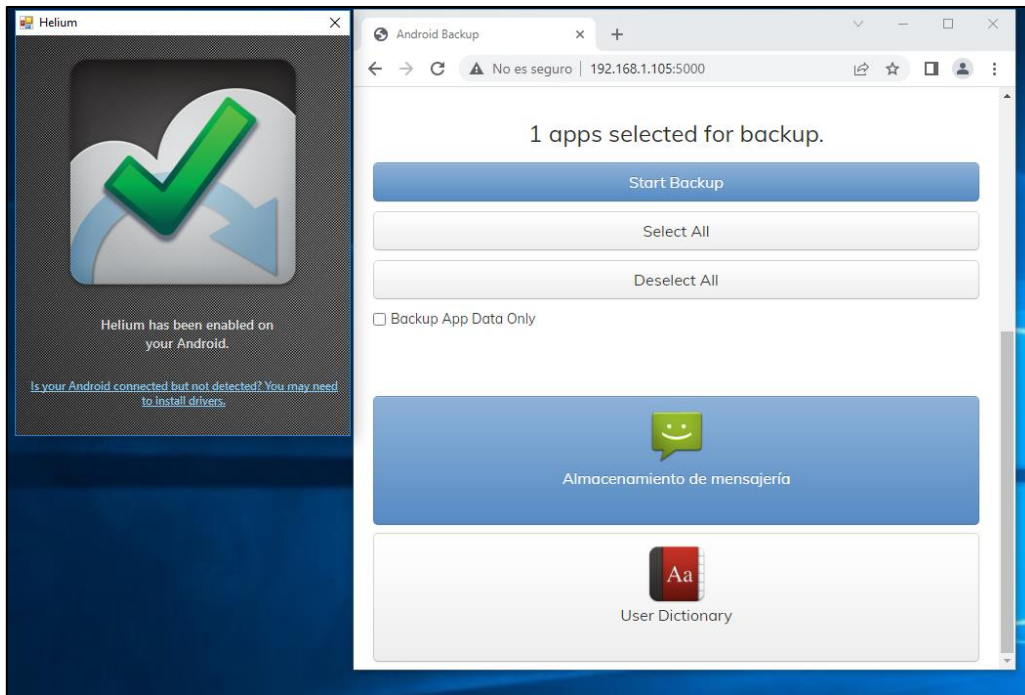 Helium
Helium has been enabled on
your Android.
Is your Android connected but not detected? You may need
to install drivers.
Android Backup
No es seguro | 192.168.1.105:5000
1 apps selected for backup.
Start Backup
Select All
Deselect All
Backup App Data Only
Almacenamiento de mensajería
Aa
User Dictionary